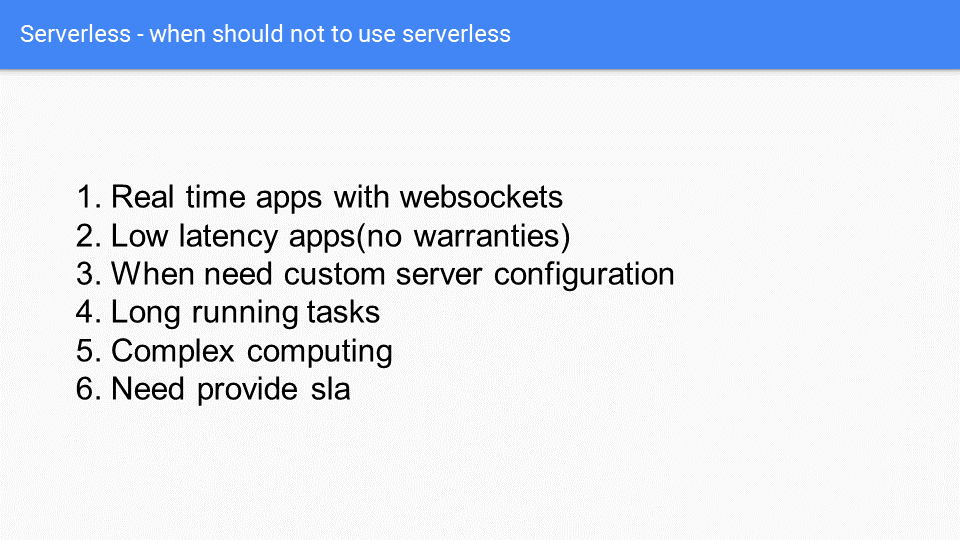 Serverless - when should not to use serverless
1. Real time apps with websockets
2. Low latency apps(no warranties)
3. When need custom server configuration
4. Long running tasks
5. Complex computing
6. Need provide sla